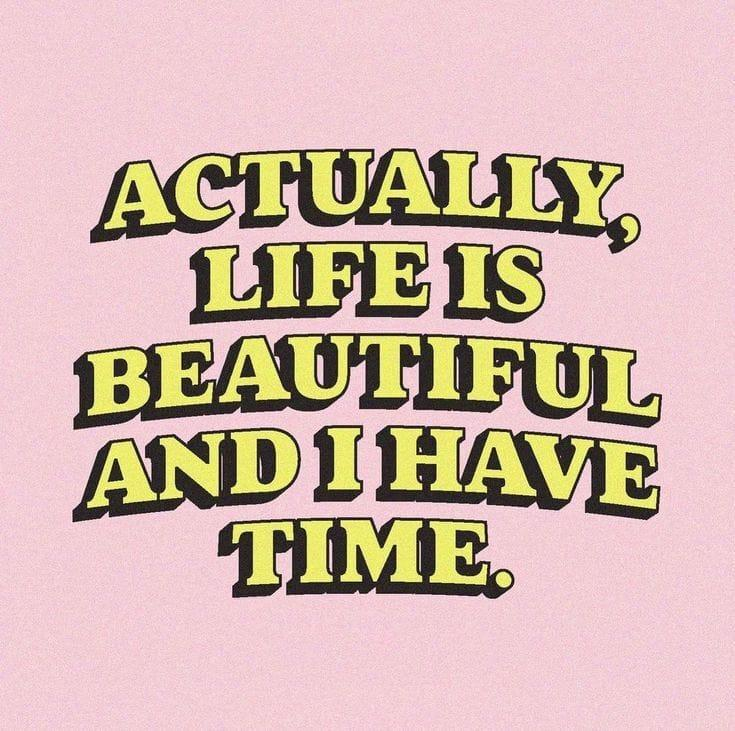 ACTUALLY,
LIFE IS
BEAUTIFUL
AND I HAVE
TIME.